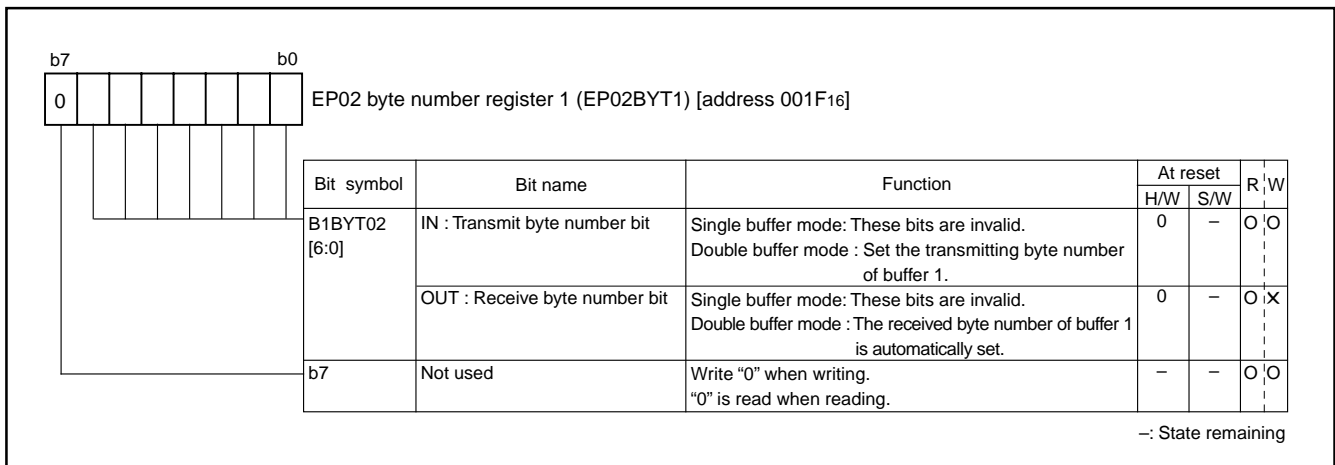 b7 b0
0 EP02 byte number register 1 (EP02BYT1) [address 001F16]
Bit symbol Bit name Function At reset R W
H/W S/W
B1BYT02 IN : Transmit byte number bit Single buffer mode: These bits are invalid. 0 – O O
[6:0] Double buffer mode : Set the transmitting byte number
of buffer 1.
OUT : Receive byte number bit Single buffer mode: These bits are invalid. 0 – O ×
Double buffer mode : The received byte number of buffer 1
is automatically set.
b7 Not used Write “0” when writing. – – O O
“0” is read when reading.
–: State remaining